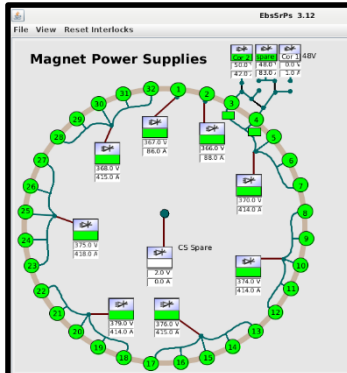 EbsSrPs 3.12
File View Reset Interlocks
Magnet Power Supplies
Cor 2 spare Cor 1 48V
50.0 V 48.0 V 0.0 V
42.0 A 83.0 A 1.0 A
32 1
31 2
30 3
29 4
28 5
27 6
26 7
25 8
24 9
23 10
22 11
21 12
20 13
19 14
18 15
17 16
367.0 V
86.0 A
366.0 V
88.0 A
368.0 V
415.0 A
370.0 V
414.0 A
375.0 V
418.0 A
CS Spare
2.0 V
0.0 A
374.0 V
414.0 A
379.0 V
414.0 A
376.0 V
415.0 A